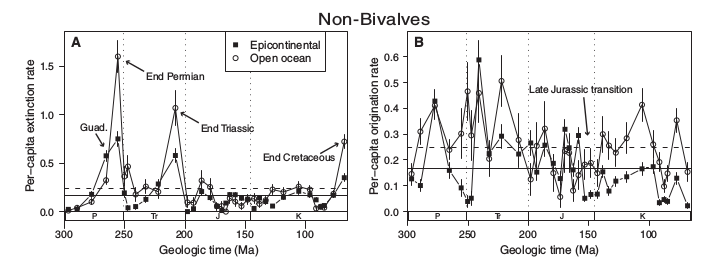 Non-Bivalves
A
Epicontinental
Open ocean
End Permian
Guad.
End Triassic
End Cretaceous
Per-capita extinction rate
1.5
1.0
0.5
0.0
P
Tr
J
K
300
250
200
150
100
Geologic time (Ma)
B
Late Jurassic transition
Per-capita origination rate
0.6
0.5
0.4
0.3
0.2
0.1
0.0
P
Tr
J
K
300
250
200
150
100
Geologic time (Ma)